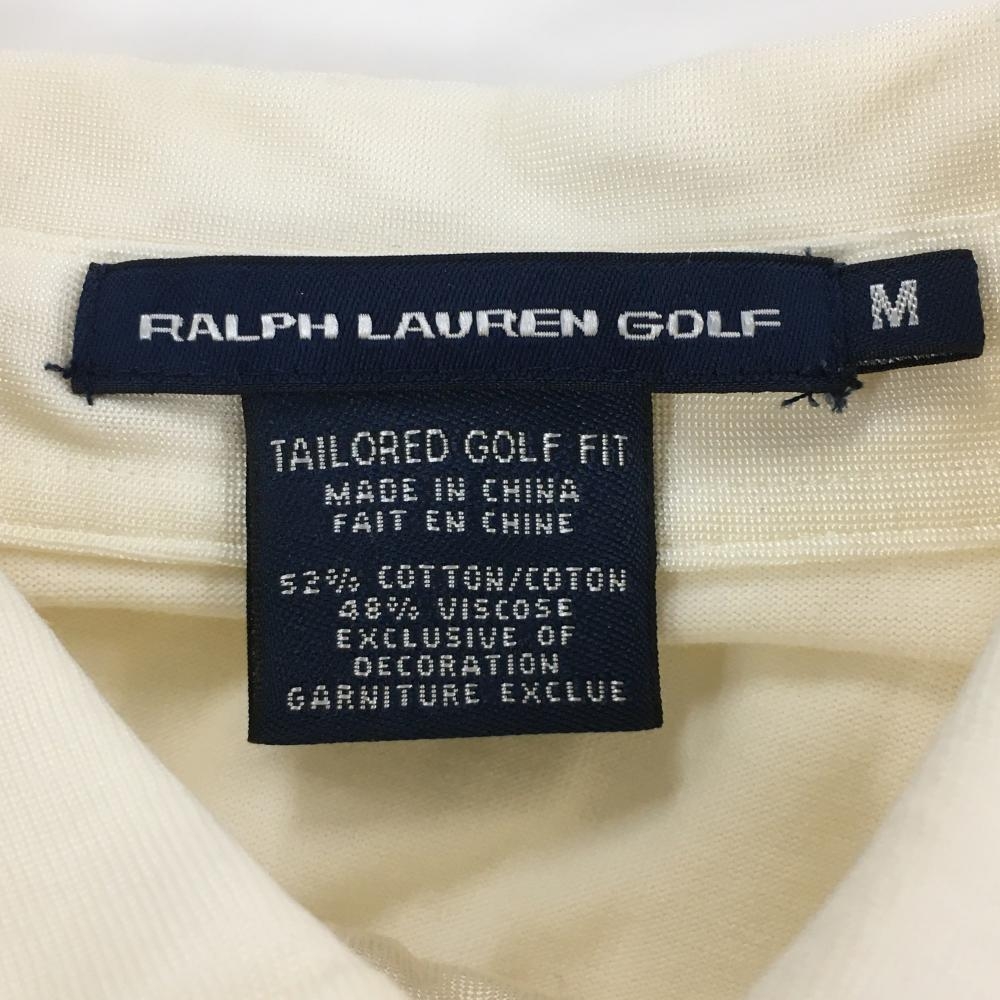 RALPH LAUREN GOLF
M
TAILORED GOLF FIT
MADE IN CHINA
FAIT EN CHINE
52% COTTON/COTON
48% VISCOSE
EXCLUSIVE OF
DECORATION
GARNITURE EXCLUE